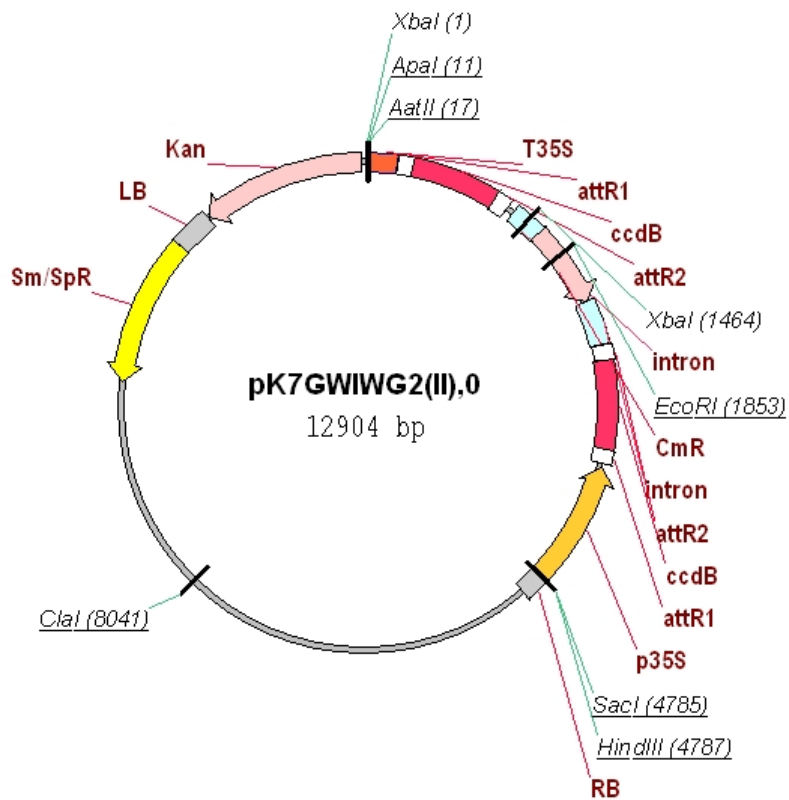 XbaI (1)
ApaI (11)
AatII (17)
Kan
T35S
LB
attR1
ccdB
Sm/SpR
attR2
XbaI (1464)
intron
pK7GWIWG2(II),0
EcoRI (1853)
12904 bp
CmR
intron
attR2
ccdB
ClaI (8041)
attR1
p35S
SacI (4785)
HindIII (4787)
RB